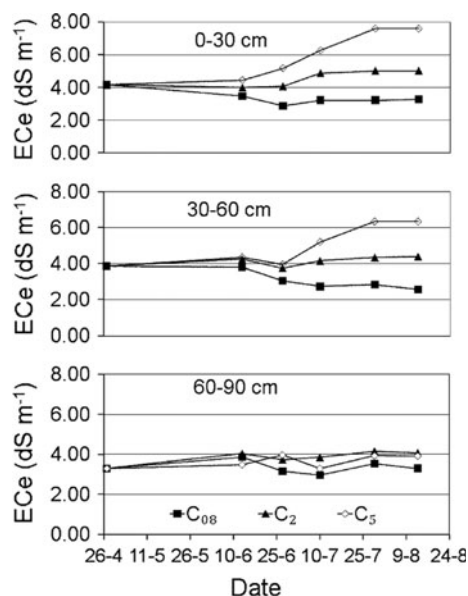 8.00
6.00
4.00
2.00
0.00
ECe (dS m⁻¹)
0-30 cm
8.00
6.00
4.00
2.00
0.00
ECe (dS m⁻¹)
30-60 cm
8.00
6.00
4.00
2.00
0.00
ECe (dS m⁻¹)
60-90 cm
C₀₈ C₂ C₅
26-4 11-5 26-5 10-6 25-6 10-7 25-7 9-8 24-8
Date